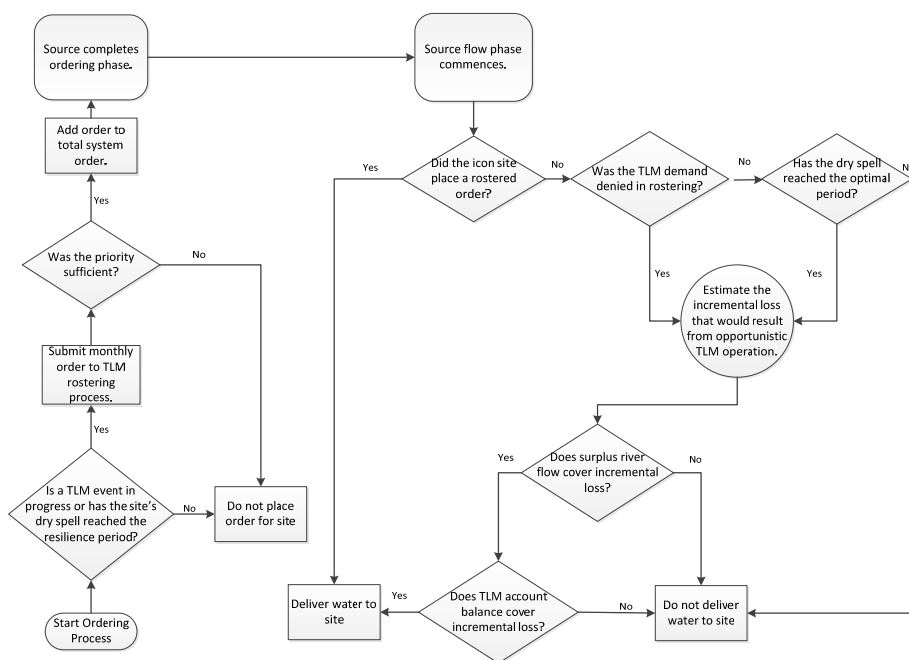 Source completes
ordering phase.
Source flow phase
commences.
Add order to
total system
order.
Yes
Was the priority
sufficient?
No
Submit monthly
order to TLM
rostering
process.
Yes
Is a TLM event in
progress or has the site's
dry spell reached the
resilience period?
No
Do not place
order for site
Start Ordering
Process
Yes
Did the icon site
place a rostered
order?
No
Was the TLM demand
denied in rostering?
No
Has the dry spell
reached the optimal
period?
Yes
Yes
Estimate the
incremental loss
that would result
from opportunistic
TLM operation.
Yes
Does surplus river
flow cover incremental
loss?
No
Deliver water to
site
Yes
Does TLM account
balance cover
incremental loss?
No
Do not deliver
water to site